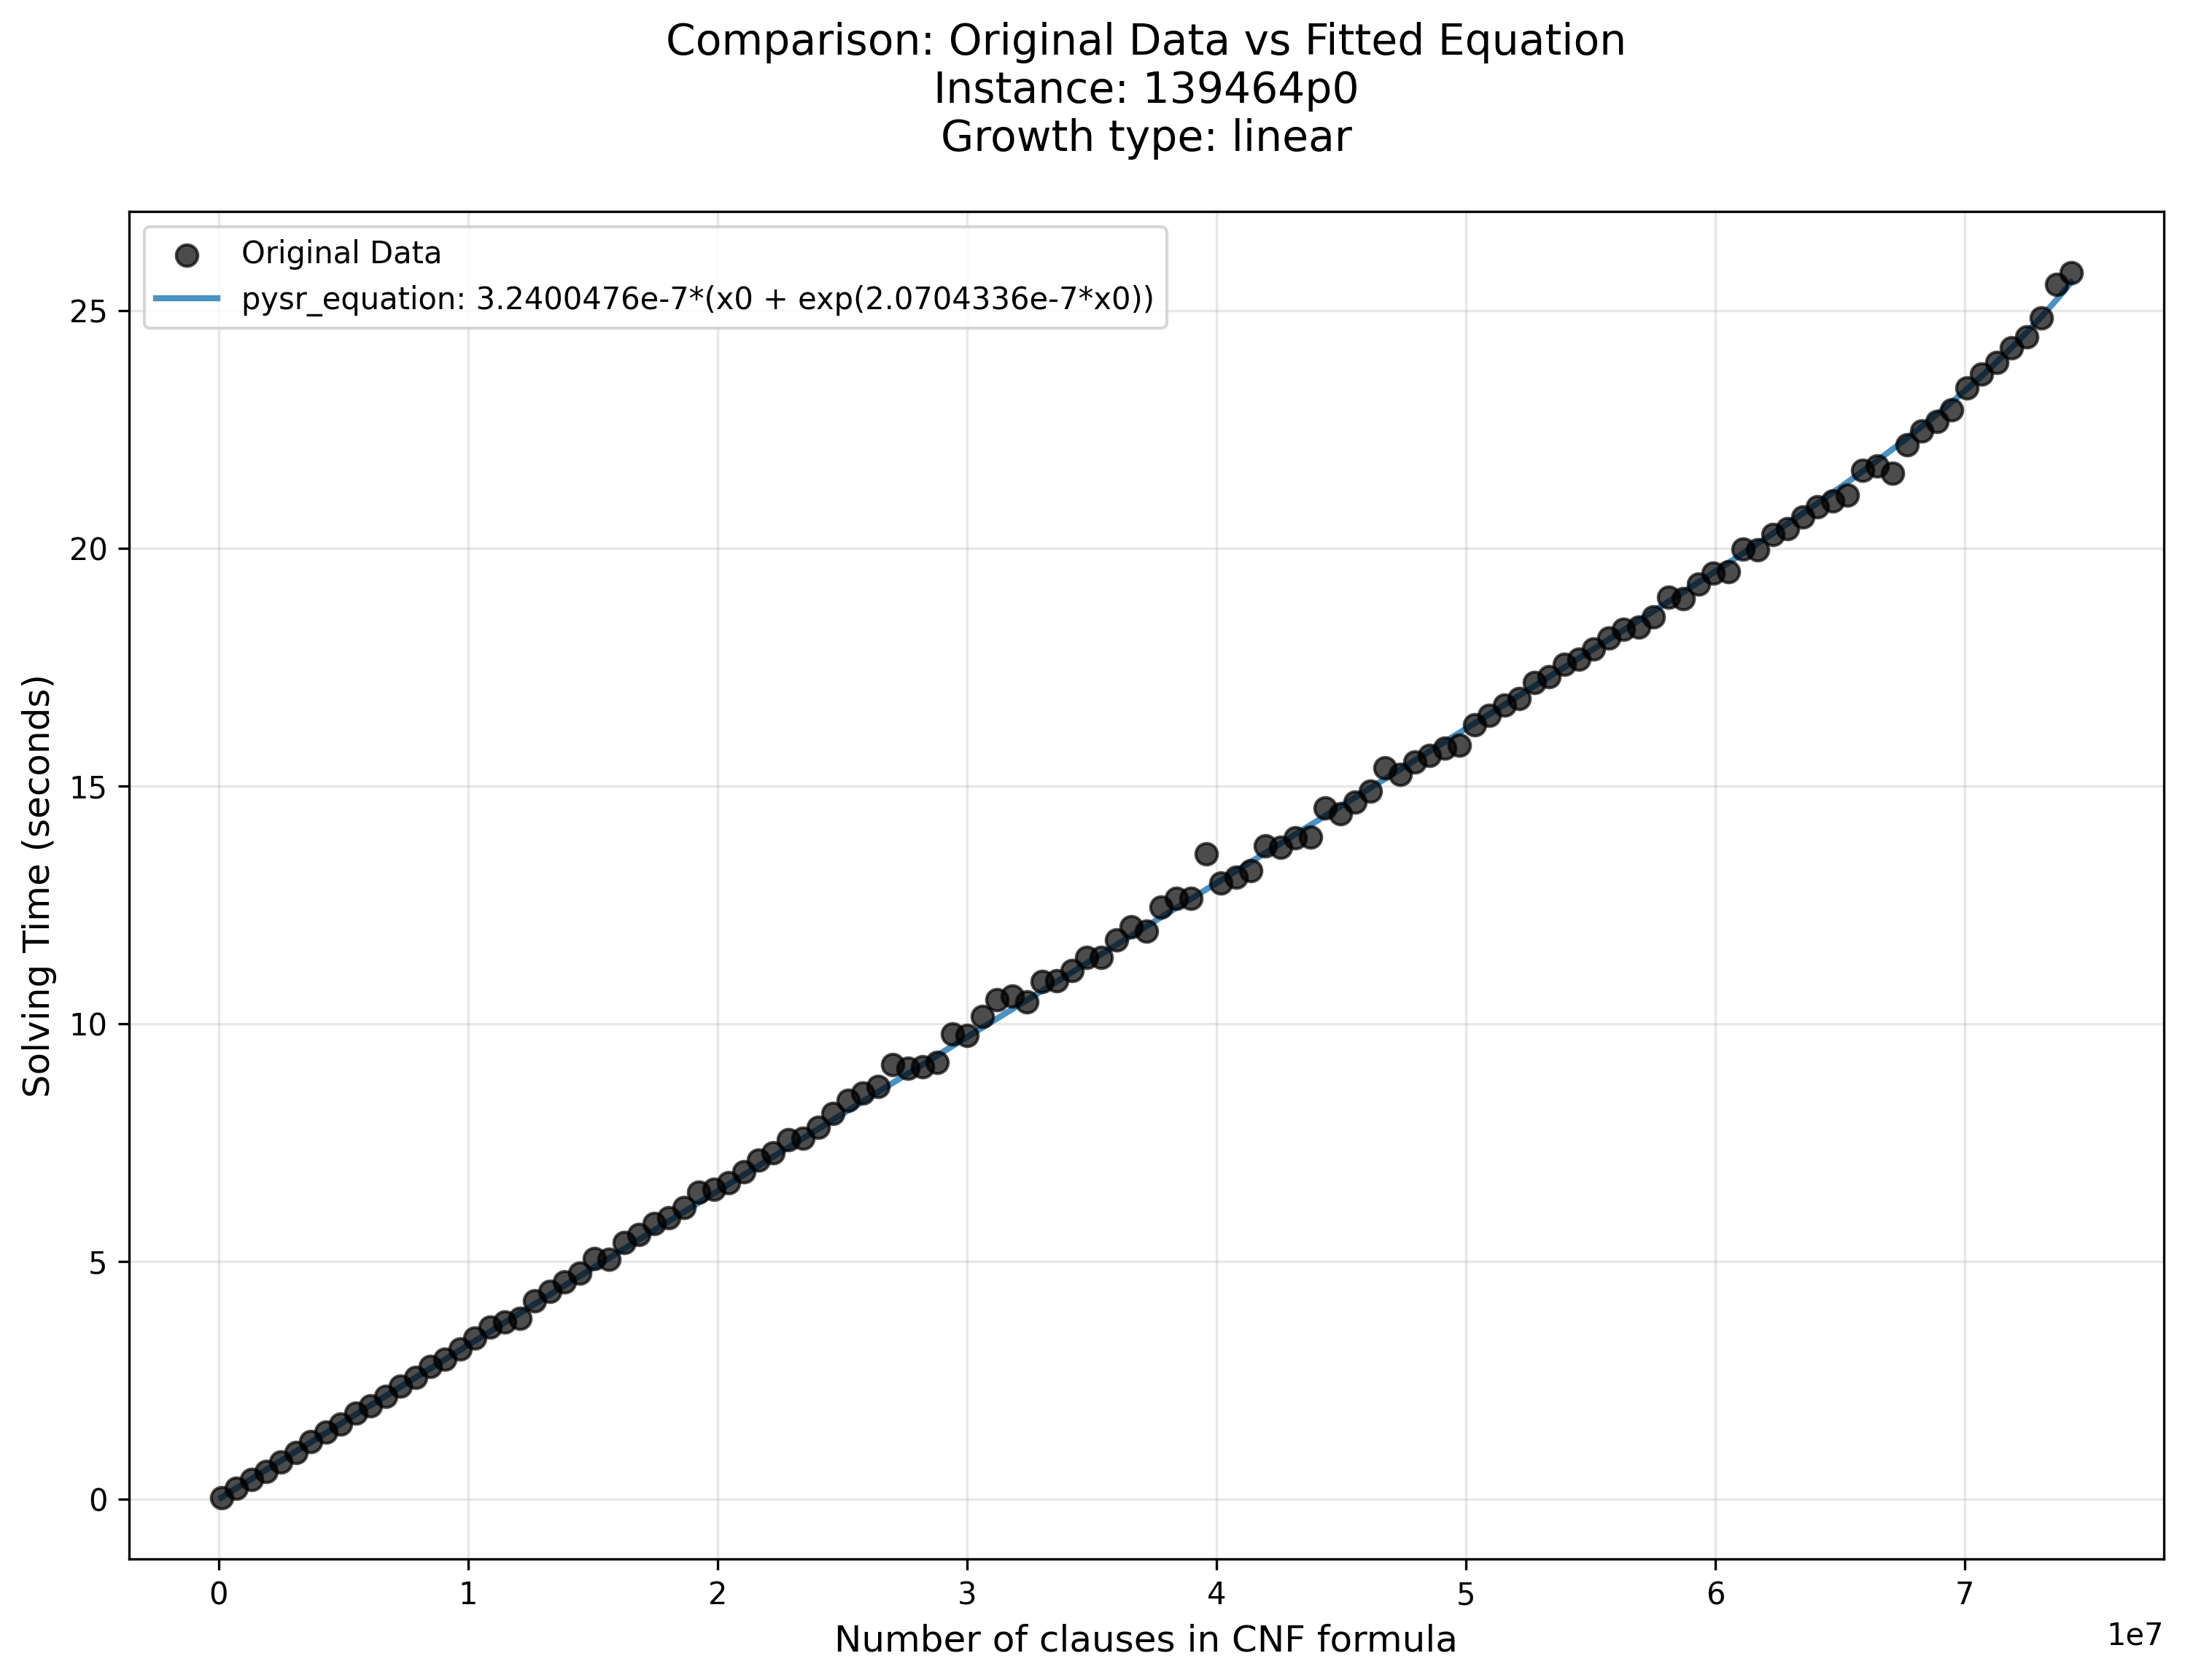 Comparison: Original Data vs Fitted Equation
Instance: 139464p0
Growth type: linear
Original Data
pysr_equation: 3.2400476e-7*(x0 + exp(2.0704336e-7*x0))
25
20
15
10
5
0
Solving Time (seconds)
0 1 2 3 4 5 6 7
1e7
Number of clauses in CNF formula